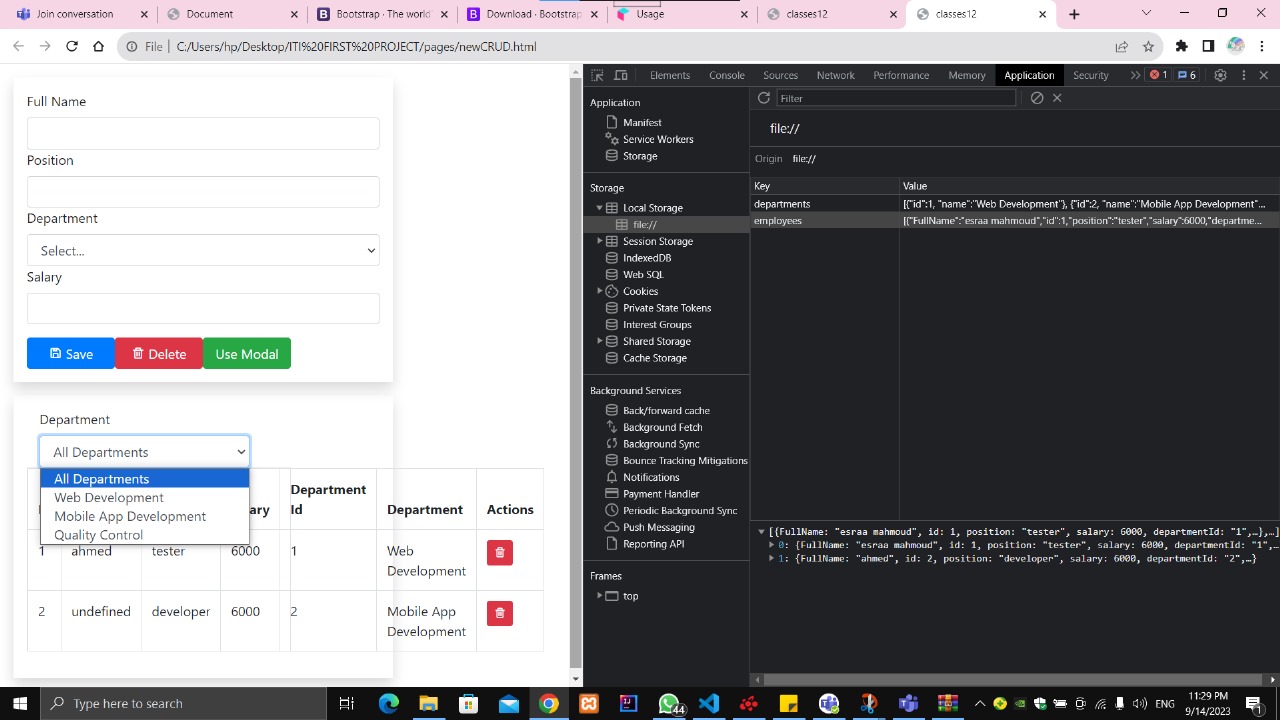 Join conversation
Document
Bootstrap · The world'
Download · Bootstrap
Usage
classes12
classes12
File
C:/Users/hp/Desktop/ITI%20FIRST%20PROJECT/pages/newCRUD.html
Full Name
Position
Department
Select...
Salary
Save
Delete
Use Modal
Department
All Departments
All Departments
Web Development
Mobile App Development
Quality Control
Department Id
Department
Actions
1 ahmed tester 6000 1 Web Development
2 undefined developer 6000 2 Mobile App Development
Elements Console Sources Network Performance Memory Application Security 1 6
Application
Manifest
Service Workers
Storage
Storage
Local Storage
file://
Session Storage
IndexedDB
Web SQL
Cookies
Private State Tokens
Interest Groups
Shared Storage
Cache Storage
Background Services
Back/forward cache
Background Fetch
Background Sync
Bounce Tracking Mitigations
Notifications
Payment Handler
Periodic Background Sync
Push Messaging
Reporting API
Frames
top
Filter
file://
Origin file://
Key Value
departments [{"id":1, "name":"Web Development"}, {"id":2, "name":"Mobile App Development"...
employees [{"FullName":"esraa mahmoud","id":1,"position":"tester","salary":6000,"departme...
[{FullName: "esraa mahmoud", id: 1, position: "tester", salary: 6000, departmentId: "1",…},…]
0: {FullName: "esraa mahmoud", id: 1, position: "tester", salary: 6000, departmentId: "1",…
1: {FullName: "ahmed", id: 2, position: "developer", salary: 6000, departmentId: "2",…}
Type here to search
44
ENG
11:29 PM
9/14/2023
1